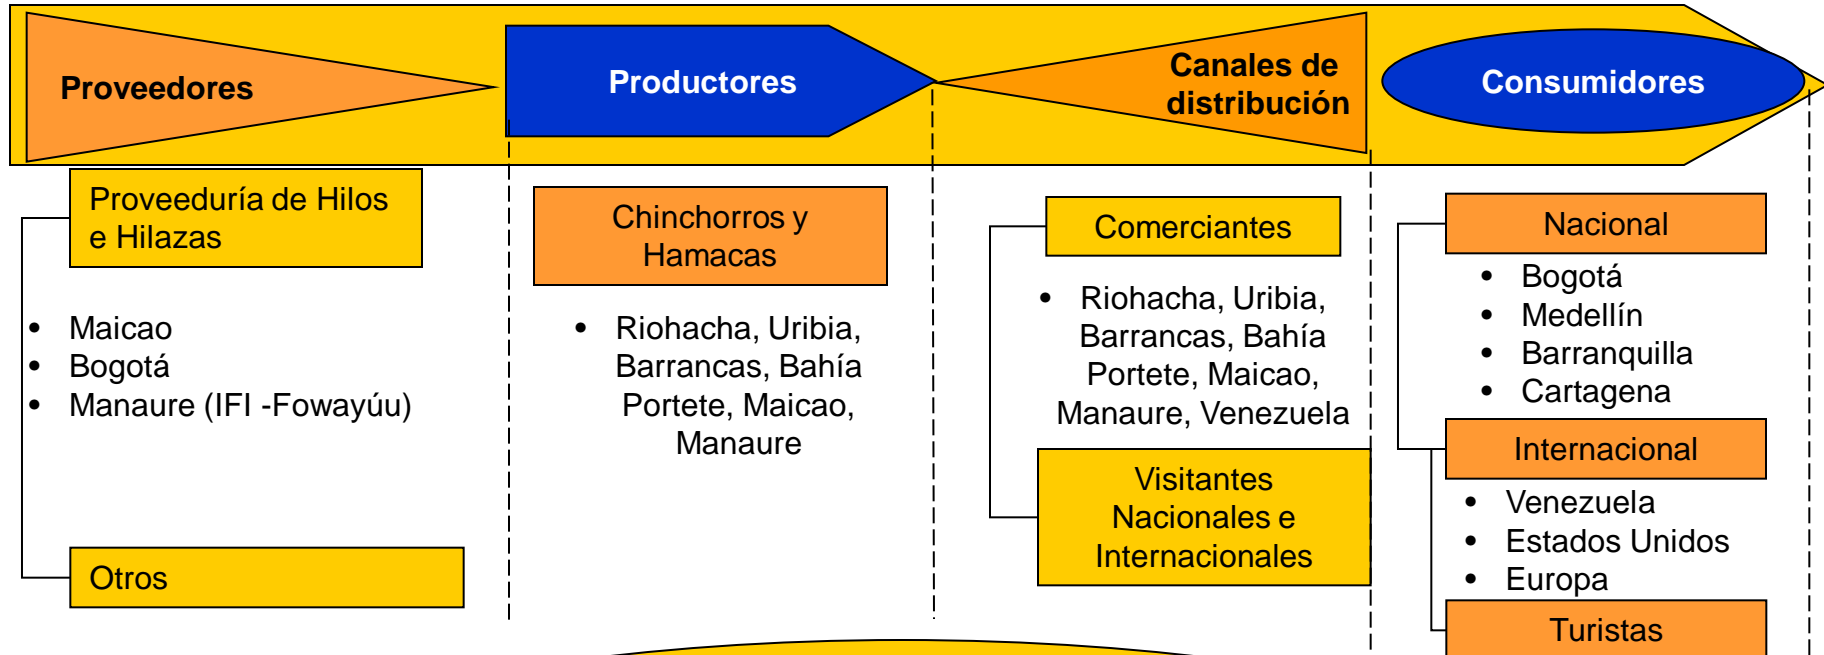 Proveedores
Productores
Canales de
distribución
Consumidores
Proveeduría de Hilos
e Hilazas
• Maicao
• Bogotá
• Manaure (IFI -Fowayúu)
Otros
Chinchorros y
Hamacas
• Riohacha, Uribia,
Barrancas, Bahía
Portete, Maicao,
Manaure
Comerciantes
• Riohacha, Uribia,
Barrancas, Bahía
Portete, Maicao,
Manaure, Venezuela
Visitantes
Nacionales e
Internacionales
Nacional
• Bogotá
• Medellín
• Barranquilla
• Cartagena
Internacional
• Venezuela
• Estados Unidos
• Europa
Turistas